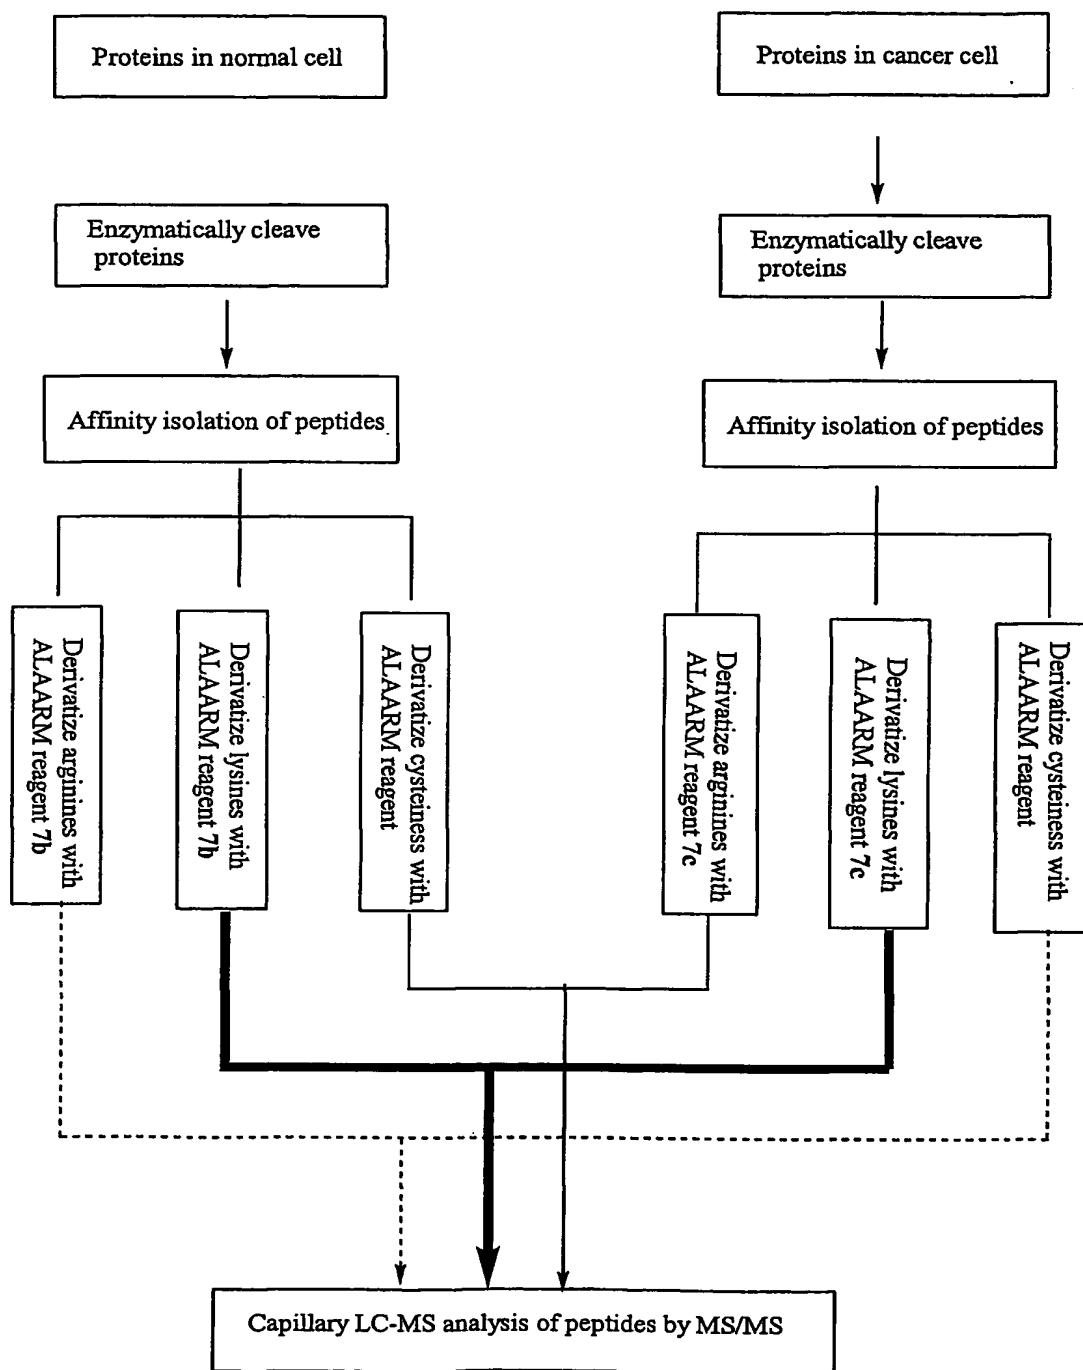 Proteins in normal cell
Proteins in cancer cell
Enzymatically cleave
proteins
Enzymatically cleave
proteins
Affinity isolation of peptides
Affinity isolation of peptides
Derivatize arginines with
ALAARM reagent 7b
Derivatize lysines with
ALAARM reagent 7b
Derivatize cysteiness with
ALAARM reagent
Derivatize arginines with
ALAARM reagent 7c
Derivatize lysines with
ALAARM reagent 7c
Derivatize cysteiness with
ALAARM reagent
Capillary LC-MS analysis of peptides by MS/MS